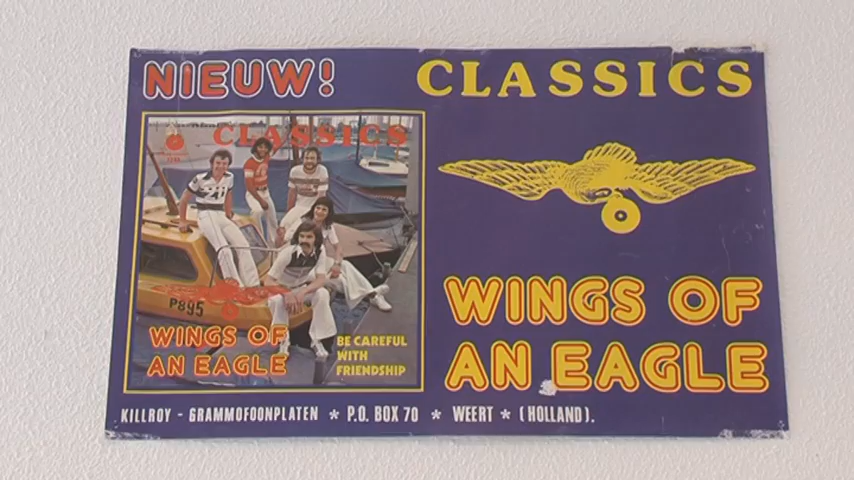 NIEUW!
CLASSICS
CLASSICS
P895
WINGS OF
AN EAGLE
BE CAREFUL
WITH
FRIENDSHIP
WINGS OF
AN EAGLE
KILLROY - GRAMMOFOONPLATEN * P.O. BOX 70 * WEERT * (HOLLAND).